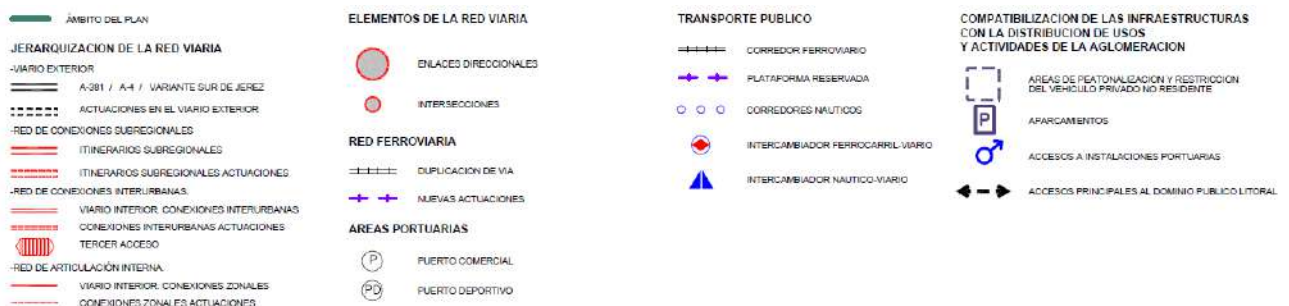 ÁMBITO DEL PLAN
JERARQUIZACION DE LA RED VIARIA
-VIARIO EXTERIOR
A-381 / A-4 / VARIANTE SUR DE JEREZ
ACTUACIONES EN EL VIARIO EXTERIOR
-RED DE CONEXIONES SUBREGIONALES
ITINERARIOS SUBREGIONALES
ITINERARIOS SUBREGIONALES ACTUACIONES
-RED DE CONEXIONES INTERURBANAS.
VIARIO INTERIOR. CONEXIONES INTERURBANAS
CONEXIONES INTERURBANAS ACTUACIONES
TERCER ACCESO
-RED DE ARTICULACIÓN INTERNA.
VIARIO INTERIOR. CONEXIONES ZONALES
CONEXIONES ZONALES ACTUACIONES
ELEMENTOS DE LA RED VIARIA
ENLACES DIRECCIONALES
INTERSECCIONES
RED FERROVIARIA
DUPLICACION DE VIA
NUEVAS ACTUACIONES
AREAS PORTUARIAS
P PUERTO COMERCIAL
PD PUERTO DEPORTIVO
TRANSPORTE PUBLICO
CORREDOR FERROVIARIO
PLATAFORMA RESERVADA
CORREDORES NAUTICOS
INTERCAMBIADOR FERROCARRIL-VIARIO
INTERCAMBIADOR NAUTICO-VIARIO
COMPATIBILIZACION DE LAS INFRAESTRUCTURAS
CON LA DISTRIBUCION DE USOS
Y ACTIVIDADES DE LA AGLOMERACION
AREAS DE PEATONALIZACION Y RESTRICCION
DEL VEHICULO PRIVADO NO RESIDENTE
P APARCAMIENTOS
ACCESOS A INSTALACIONES PORTUARIAS
ACCESOS PRINCIPALES AL DOMINIO PUBLICO LITORAL